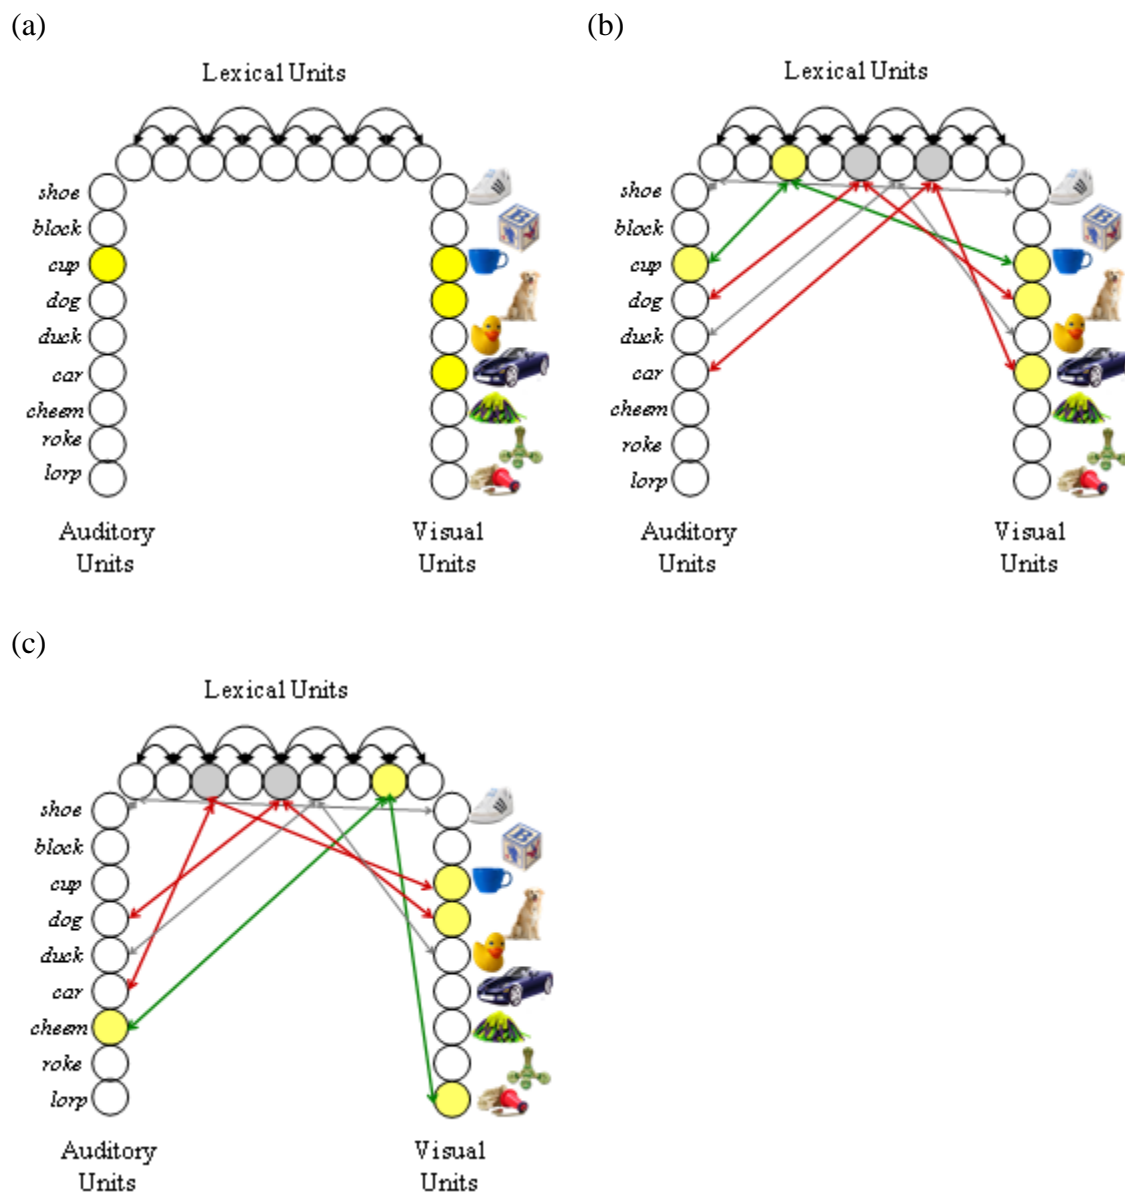 (a)
Lexical Units
shoe
block
cup
dog
duck
car
cheem
roke
lorp
Auditory
Units
Visual
Units
(b)
Lexical Units
shoe
block
cup
dog
duck
car
cheem
roke
lorp
Auditory
Units
Visual
Units
(c)
Lexical Units
shoe
block
cup
dog
duck
car
cheem
roke
lorp
Auditory
Units
Visual
Units